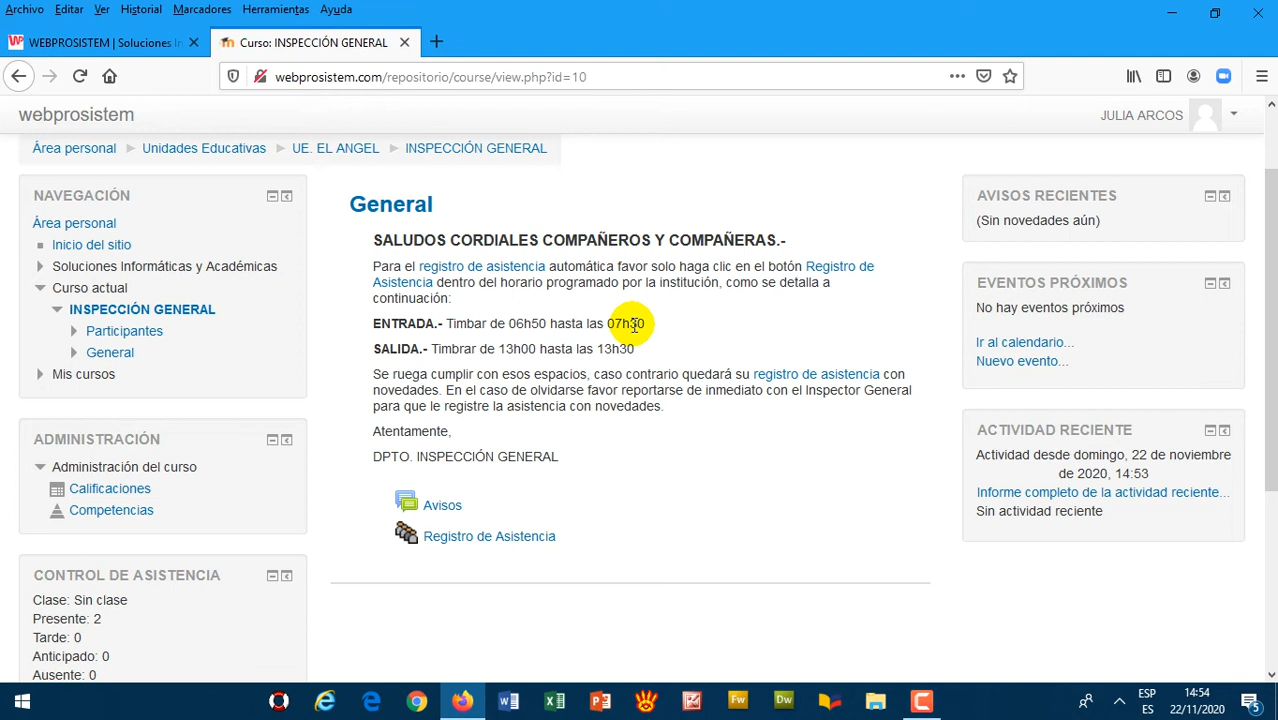 Archivo Editar Ver Historial Marcadores Herramientas Ayuda
WEBPROSISTEM | Soluciones In
Curso: INSPECCIÓN GENERAL
webprosistem.com/repositorio/course/view.php?id=10
webprosistem
JULIA ARCOS
Área personal
Unidades Educativas
UE. EL ANGEL
INSPECCIÓN GENERAL
NAVEGACIÓN
Área personal
Inicio del sitio
Soluciones Informáticas y Académicas
Curso actual
INSPECCIÓN GENERAL
Participantes
General
Mis cursos
ADMINISTRACIÓN
Administración del curso
Calificaciones
Competencias
CONTROL DE ASISTENCIA
Clase: Sin clase
Presente: 2
Tarde: 0
Anticipado: 0
Ausente: 0
General
SALUDOS CORDIALES COMPAÑEROS Y COMPAÑERAS.-
Para el registro de asistencia automática favor solo haga clic en el botón Registro de
Asistencia dentro del horario programado por la institución, como se detalla a
continuación:
ENTRADA.- Timbar de 06h50 hasta las 07h30
SALIDA.- Timbrar de 13h00 hasta las 13h30
Se ruega cumplir con esos espacios, caso contrario quedará su registro de asistencia con
novedades. En el caso de olvidarse favor reportarse de inmediato con el Inspector General
para que le registre la asistencia con novedades.
Atentamente,
DPTO. INSPECCIÓN GENERAL
Avisos
Registro de Asistencia
AVISOS RECIENTES
(Sin novedades aún)
EVENTOS PRÓXIMOS
No hay eventos próximos
Ir al calendario...
Nuevo evento...
ACTIVIDAD RECIENTE
Actividad desde domingo, 22 de noviembre
de 2020, 14:53
Informe completo de la actividad reciente...
Sin actividad reciente
Fw
Dw
ESP
ES
14:54
22/11/2020
5